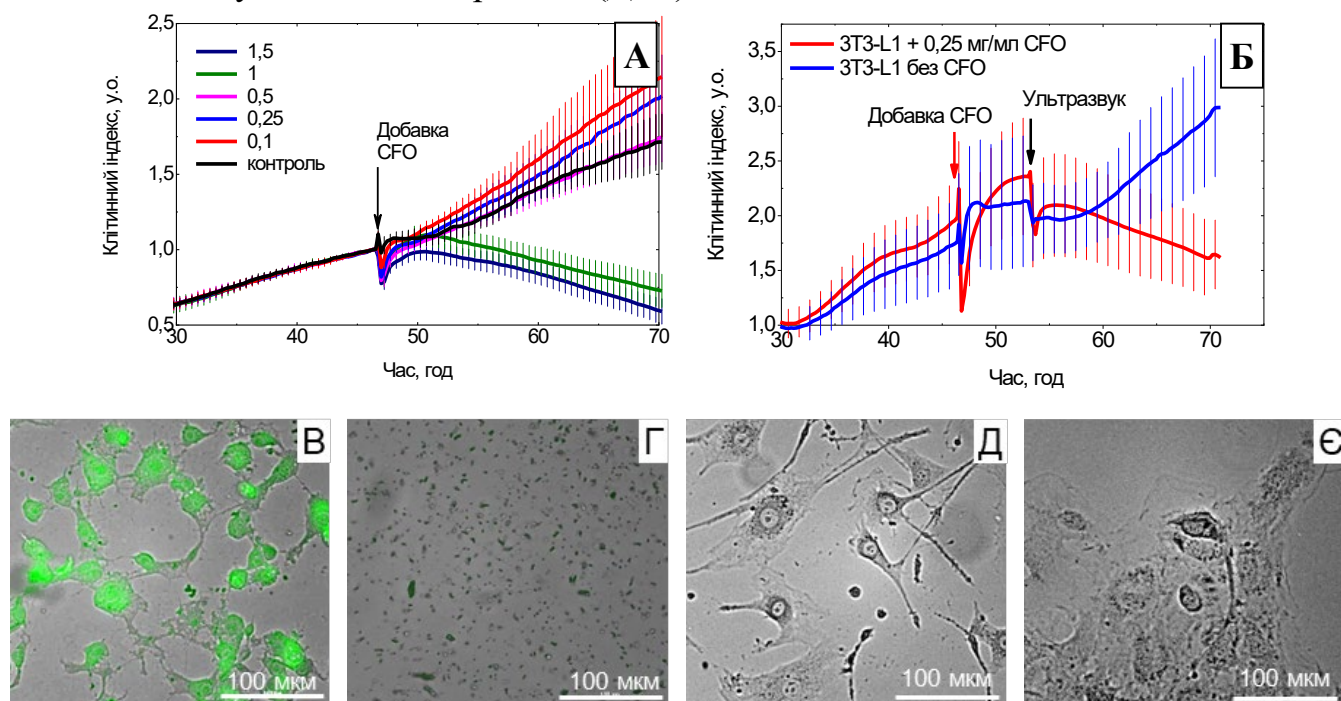 2,5
2,0
1,5
1,0
0,5
30
40
50
60
70
Клітинний індекс, у.о.
Час, год
1,5
1
0,5
0,25
0,1
контроль
Добавка
CFO
А
3,5
3,0
2,5
2,0
1,5
1,0
30
40
50
60
70
Клітинний індекс, у.о.
Час, год
3T3-L1 + 0,25 мг/мл CFO
3T3-L1 без CFO
Добавка CFO
Ультразвук
Б
В
100 мкм
Г
100 мкм
Д
100 мкм
Є
100 мкм